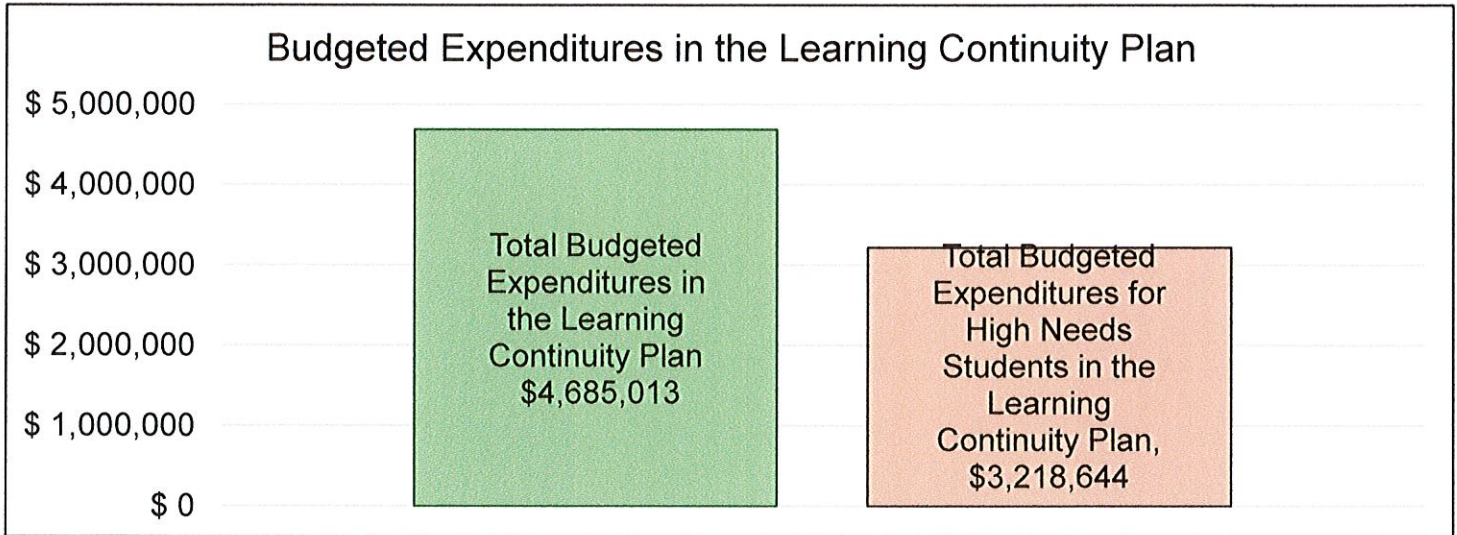 Budgeted Expenditures in the Learning Continuity Plan
$ 5,000,000
$ 4,000,000
$ 3,000,000
$ 2,000,000
$ 1,000,000
$ 0
Total Budgeted
Expenditures in
the Learning
Continuity Plan
$4,685,013
Total Budgeted
Expenditures for
High Needs
Students in the
Learning
Continuity Plan,
$3,218,644